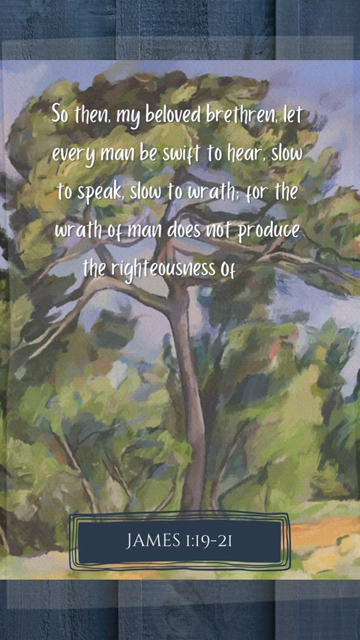 So then, my beloved brethren, let
every man be swift to hear, slow
to speak, slow to wrath; for the
wrath of man does not produce
the righteousness of
JAMES 1:19-21